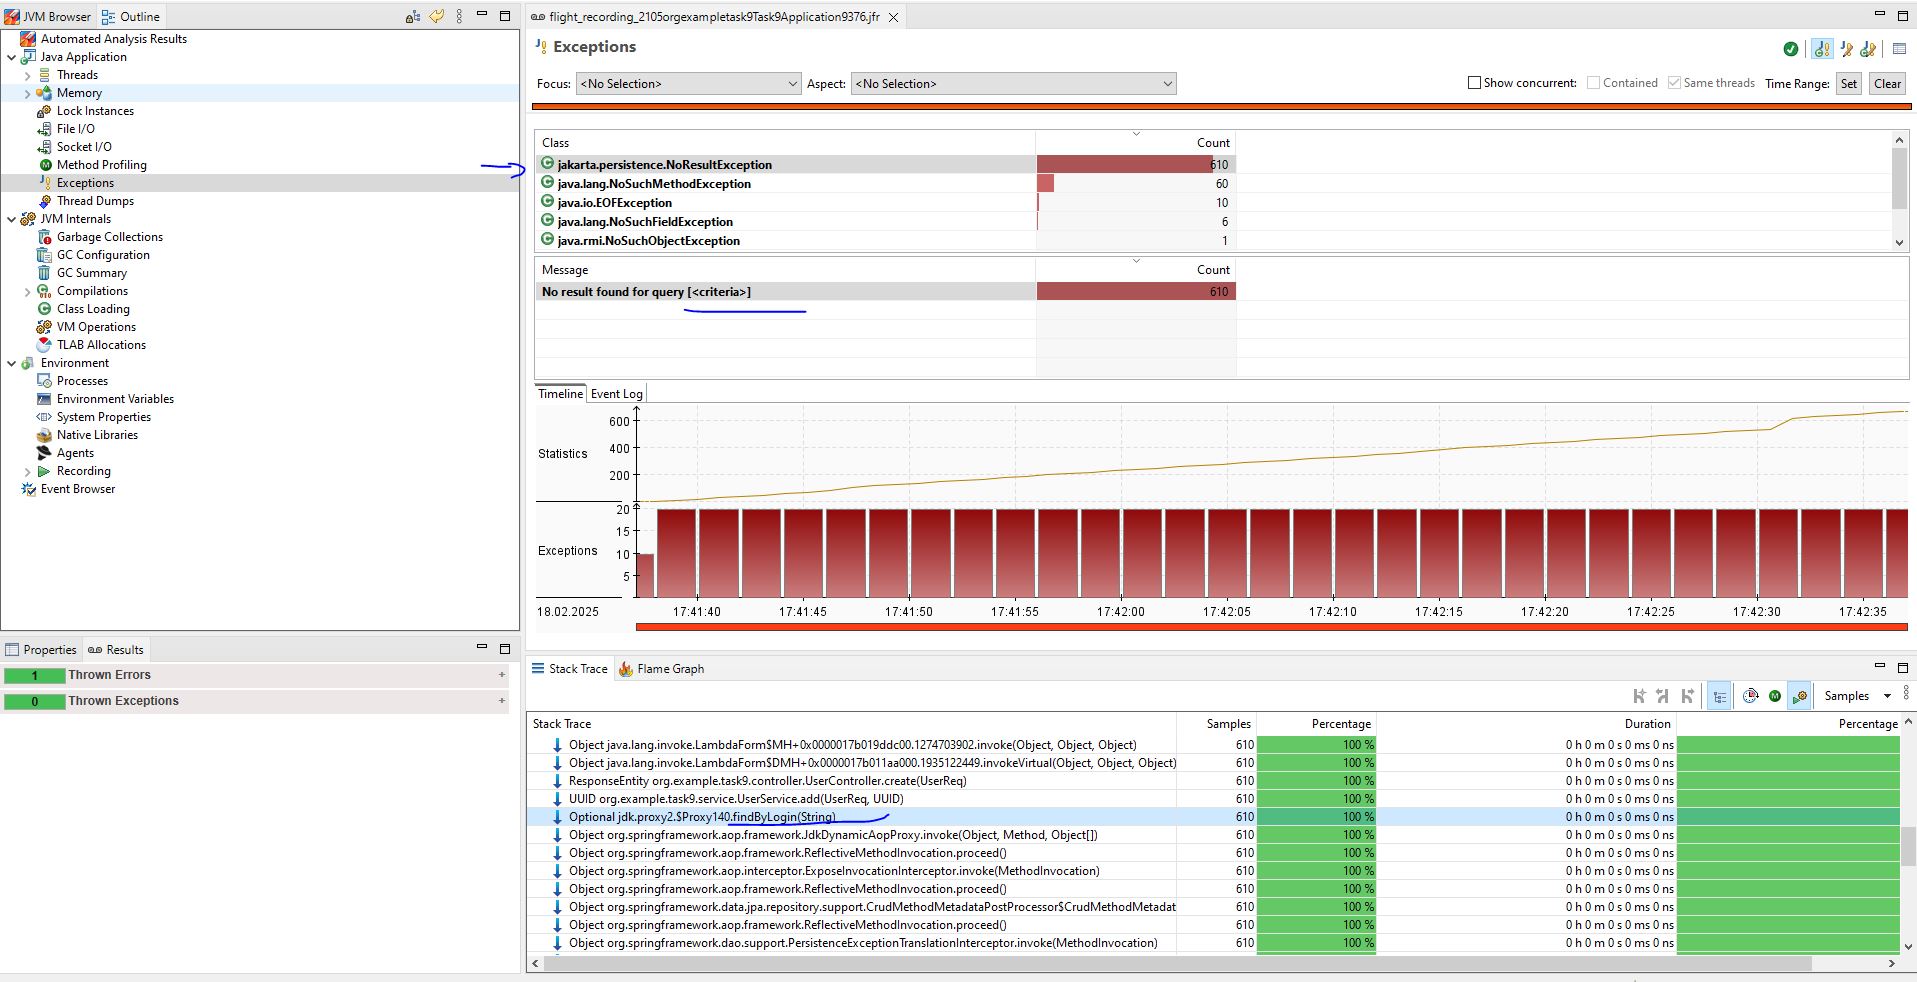 JVM Browser Outline
Automated Analysis Results
Java Application
Threads
Memory
Lock Instances
File I/O
Socket I/O
Method Profiling
Exceptions
Thread Dumps
JVM Internals
Garbage Collections
GC Configuration
GC Summary
Compilations
Class Loading
VM Operations
TLAB Allocations
Environment
Processes
Environment Variables
System Properties
Native Libraries
Agents
Recording
Event Browser
Properties Results
1 Thrown Errors +
0 Thrown Exceptions +
flight_recording_2105orgexampletask9Task9Application9376.jfr
Exceptions
Focus: <No Selection> Aspect: <No Selection> Show concurrent: Contained Same threads Time Range: Set Clear
Class Count
jakarta.persistence.NoResultException 610
java.lang.NoSuchMethodException 60
java.io.EOFException 10
java.lang.NoSuchFieldException 6
java.rmi.NoSuchObjectException 1
Message Count
No result found for query [<criteria>] 610
Timeline Event Log
600
400
Statistics
200
20
15
Exceptions 10
5
18.02.2025 17:41:40 17:41:45 17:41:50 17:41:55 17:42:00 17:42:05 17:42:10 17:42:15 17:42:20 17:42:25 17:42:30 17:42:35
Stack Trace Flame Graph
Samples
Stack Trace Samples Percentage Duration Percentage
Object java.lang.invoke.LambdaForm$MH+0x0000017b019ddc00.1274703902.invoke(Object, Object, Object) 610 100 % 0 h 0 m 0 s 0 ms 0 ns
Object java.lang.invoke.LambdaForm$DMH+0x0000017b011aa000.1935122449.invokeVirtual(Object, Object, Object) 610 100 % 0 h 0 m 0 s 0 ms 0 ns
ResponseEntity org.example.task9.controller.UserController.create(UserReq) 610 100 % 0 h 0 m 0 s 0 ms 0 ns
UUID org.example.task9.service.UserService.add(UserReq, UUID) 610 100 % 0 h 0 m 0 s 0 ms 0 ns
Optional jdk.proxy2.$Proxy140.findByLogin(String) 610 100 % 0 h 0 m 0 s 0 ms 0 ns
Object org.springframework.aop.framework.JdkDynamicAopProxy.invoke(Object, Method, Object[]) 610 100 % 0 h 0 m 0 s 0 ms 0 ns
Object org.springframework.aop.framework.ReflectiveMethodInvocation.proceed() 610 100 % 0 h 0 m 0 s 0 ms 0 ns
Object org.springframework.aop.interceptor.ExposeInvocationInterceptor.invoke(MethodInvocation) 610 100 % 0 h 0 m 0 s 0 ms 0 ns
Object org.springframework.aop.framework.ReflectiveMethodInvocation.proceed() 610 100 % 0 h 0 m 0 s 0 ms 0 ns
Object org.springframework.data.jpa.repository.support.CrudMethodMetadataPostProcessor$CrudMethodMetadat 610 100 % 0 h 0 m 0 s 0 ms 0 ns
Object org.springframework.aop.framework.ReflectiveMethodInvocation.proceed() 610 100 % 0 h 0 m 0 s 0 ms 0 ns
Object org.springframework.dao.support.PersistenceExceptionTranslationInterceptor.invoke(MethodInvocation) 610 100 % 0 h 0 m 0 s 0 ms 0 ns